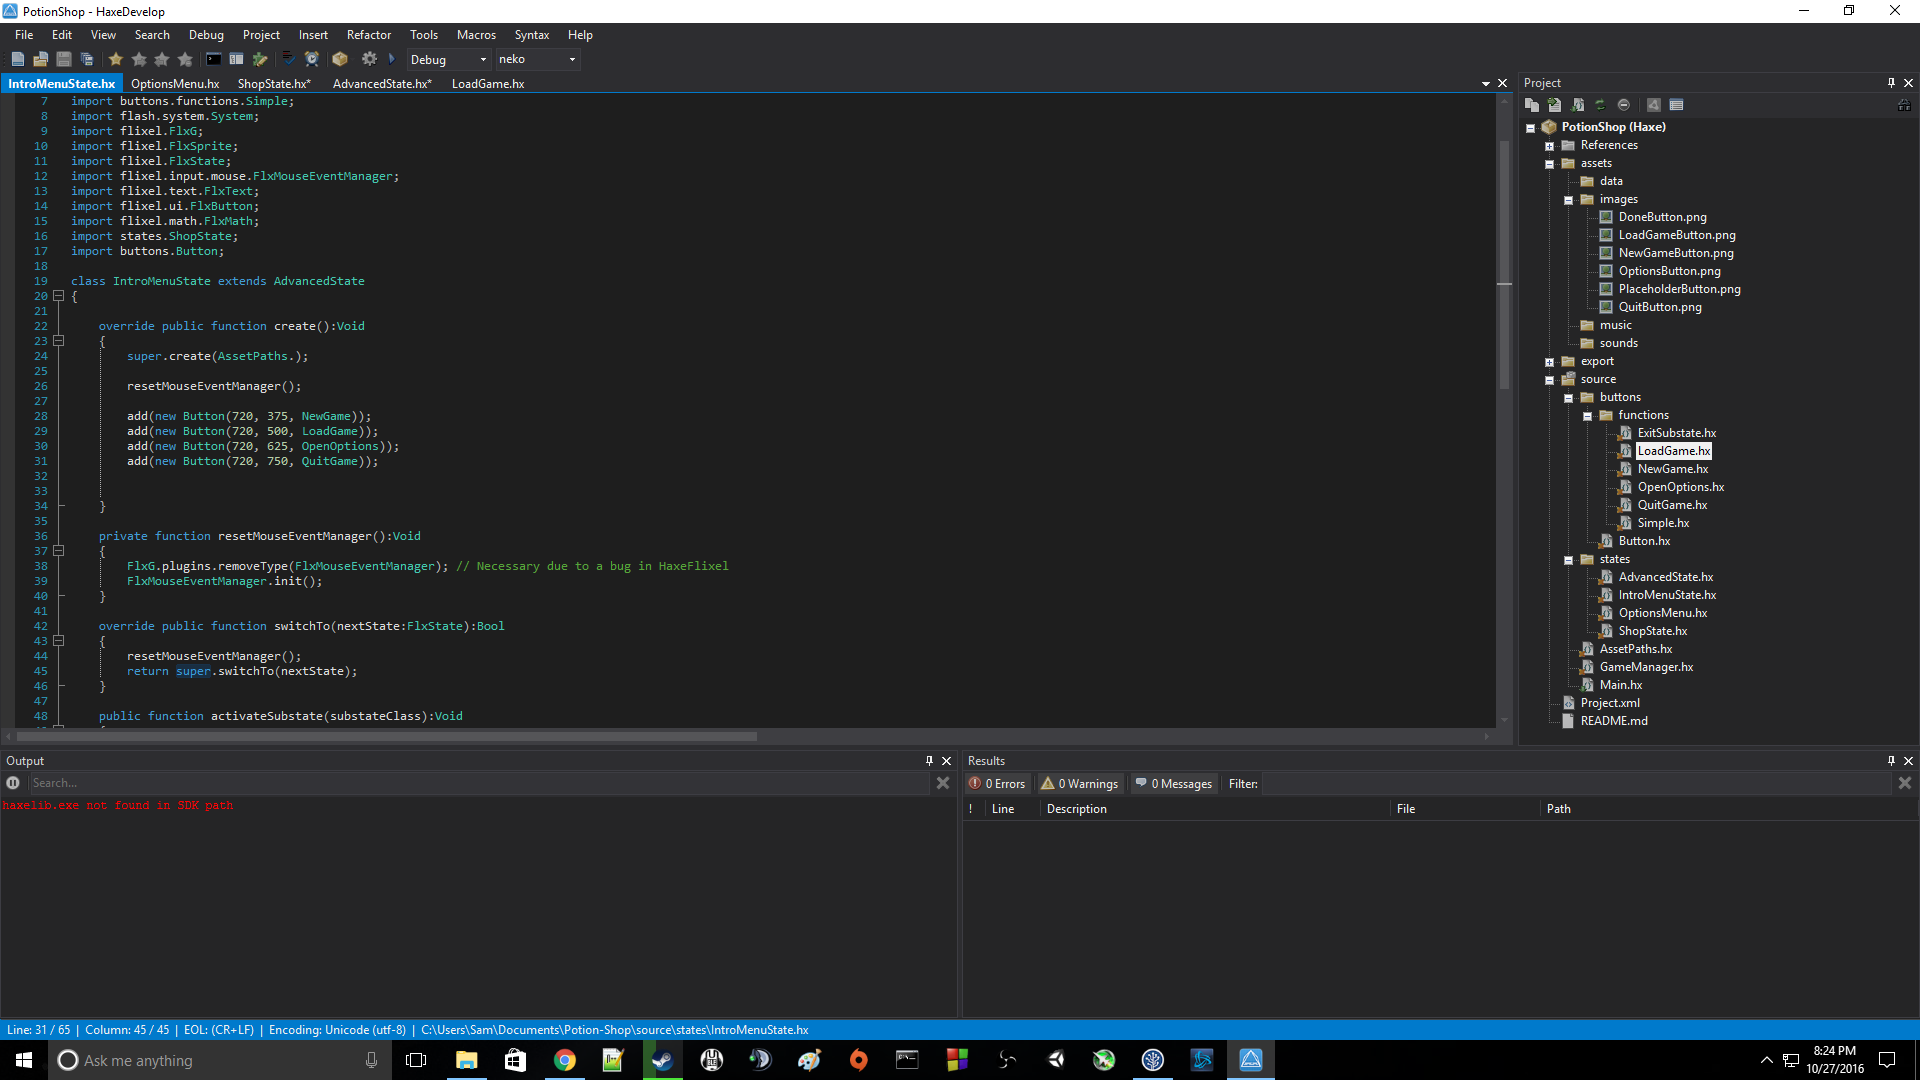 PotionShop - HaxeDevelop
File Edit View Search Debug Project Insert Refactor Tools Macros Syntax Help
Debug neko
IntroMenuState.hx OptionsMenu.hx ShopState.hx* AdvancedState.hx* LoadGame.hx
7 import buttons.functions.Simple;
8 import flash.system.System;
9 import flixel.FlxG;
10 import flixel.FlxSprite;
11 import flixel.FlxState;
12 import flixel.input.mouse.FlxMouseEventManager;
13 import flixel.text.FlxText;
14 import flixel.ui.FlxButton;
15 import flixel.math.FlxMath;
16 import states.ShopState;
17 import buttons.Button;
18
19 class IntroMenuState extends AdvancedState
20 {
21
22 override public function create():Void
23 {
24 super.create(AssetPaths.);
25
26 resetMouseEventManager();
27
28 add(new Button(720, 375, NewGame));
29 add(new Button(720, 500, LoadGame));
30 add(new Button(720, 625, OpenOptions));
31 add(new Button(720, 750, QuitGame));
32
33
34 }
35
36 private function resetMouseEventManager():Void
37 {
38 FlxG.plugins.removeType(FlxMouseEventManager); // Necessary due to a bug in HaxeFlixel
39 FlxMouseEventManager.init();
40 }
41
42 override public function switchTo(nextState:FlxState):Bool
43 {
44 resetMouseEventManager();
45 return super.switchTo(nextState);
46 }
47
48 public function activateSubstate(substateClass):Void
Project
PotionShop (Haxe)
References
assets
data
images
DoneButton.png
LoadGameButton.png
NewGameButton.png
OptionsButton.png
PlaceholderButton.png
QuitButton.png
music
sounds
export
source
buttons
functions
ExitSubstate.hx
LoadGame.hx
NewGame.hx
OpenOptions.hx
QuitGame.hx
Simple.hx
Button.hx
states
AdvancedState.hx
IntroMenuState.hx
OptionsMenu.hx
ShopState.hx
AssetPaths.hx
GameManager.hx
Main.hx
Project.xml
README.md
Output
Search...
haxelib.exe not found in SDK path
Results
0 Errors 0 Warnings 0 Messages Filter:
! Line Description File Path
Line: 31 / 65 | Column: 45 / 45 | EOL: (CR+LF) | Encoding: Unicode (utf-8) | C:\Users\Sam\Documents\Potion-Shop\source\states\IntroMenuState.hx
Ask me anything
8:24 PM
10/27/2016